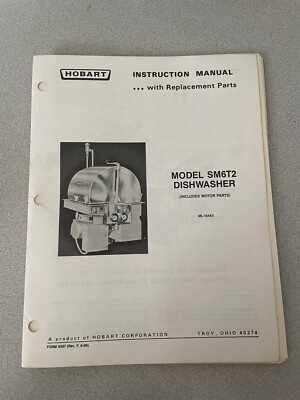 HOBART
INSTRUCTION MANUAL
... with Replacement Parts
MODEL SM6T2
DISHWASHER
(INCLUDES MOTOR PARTS)
A product of HOBART CORPORATION
TROY, OHIO 45374